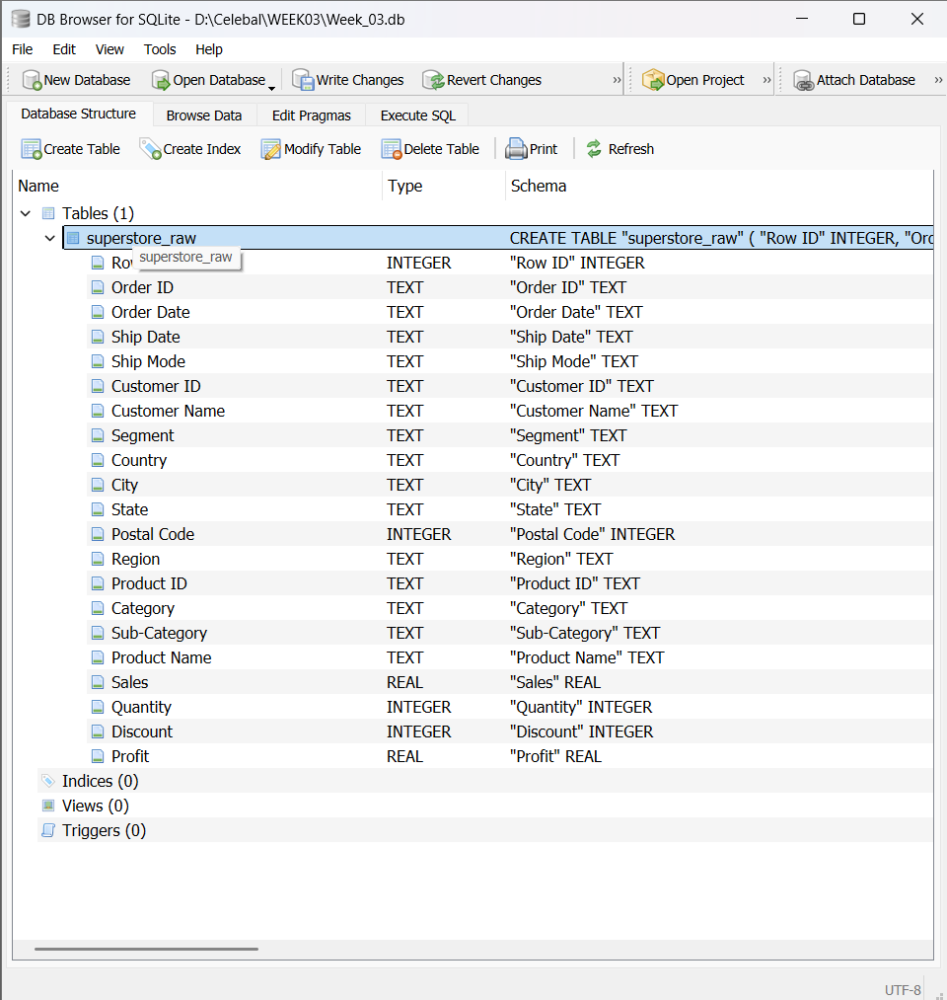 DB Browser for SQLite - D:\Celebal\WEEK03\Week_03.db
File Edit View Tools Help
New Database Open Database Write Changes Revert Changes » Open Project » Attach Database »
Database Structure Browse Data Edit Pragmas Execute SQL
Create Table Create Index Modify Table Delete Table Print Refresh
Name Type Schema
Tables (1)
superstore_raw CREATE TABLE "superstore_raw" ( "Row ID" INTEGER, "Ord
superstore_raw
Row INTEGER "Row ID" INTEGER
Order ID TEXT "Order ID" TEXT
Order Date TEXT "Order Date" TEXT
Ship Date TEXT "Ship Date" TEXT
Ship Mode TEXT "Ship Mode" TEXT
Customer ID TEXT "Customer ID" TEXT
Customer Name TEXT "Customer Name" TEXT
Segment TEXT "Segment" TEXT
Country TEXT "Country" TEXT
City TEXT "City" TEXT
State TEXT "State" TEXT
Postal Code INTEGER "Postal Code" INTEGER
Region TEXT "Region" TEXT
Product ID TEXT "Product ID" TEXT
Category TEXT "Category" TEXT
Sub-Category TEXT "Sub-Category" TEXT
Product Name TEXT "Product Name" TEXT
Sales REAL "Sales" REAL
Quantity INTEGER "Quantity" INTEGER
Discount INTEGER "Discount" INTEGER
Profit REAL "Profit" REAL
Indices (0)
Views (0)
Triggers (0)
UTF-8